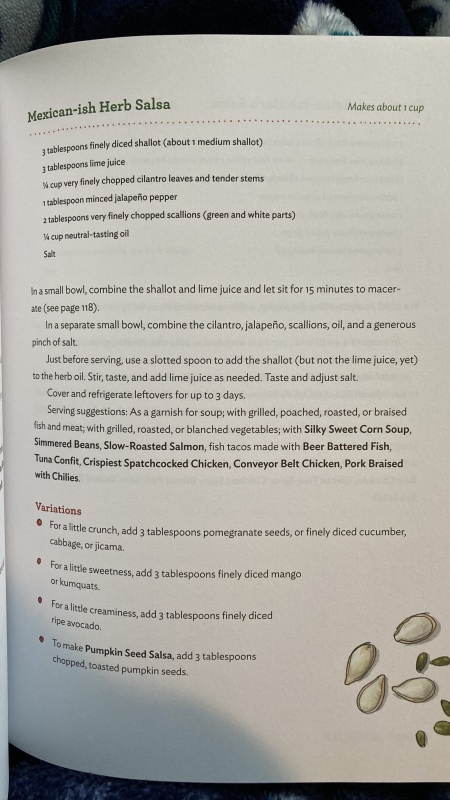 Mexican-ish Herb Salsa
Makes about 1 cup
3 tablespoons finely diced shallot (about 1 medium shallot)
3 tablespoons lime juice
¼ cup very finely chopped cilantro leaves and tender stems
1 tablespoon minced jalapeño pepper
2 tablespoons very finely chopped scallions (green and white parts)
¼ cup neutral-tasting oil
Salt
In a small bowl, combine the shallot and lime juice and let sit for 15 minutes to macer-
ate (see page 118).
In a separate small bowl, combine the cilantro, jalapeño, scallions, oil, and a generous
pinch of salt.
Just before serving, use a slotted spoon to add the shallot (but not the lime juice, yet)
to the herb oil. Stir, taste, and add lime juice as needed. Taste and adjust salt.
Cover and refrigerate leftovers for up to 3 days.
Serving suggestions: As a garnish for soup; with grilled, poached, roasted, or braised
fish and meat; with grilled, roasted, or blanched vegetables; with Silky Sweet Corn Soup,
Simmered Beans, Slow-Roasted Salmon, fish tacos made with Beer Battered Fish,
Tuna Confit, Crispiest Spatchcocked Chicken, Conveyor Belt Chicken, Pork Braised
with Chilies.
Variations
For a little crunch, add 3 tablespoons pomegranate seeds, or finely diced cucumber,
cabbage, or jicama.
For a little sweetness, add 3 tablespoons finely diced mango
or kumquats.
For a little creaminess, add 3 tablespoons finely diced
ripe avocado.
To make Pumpkin Seed Salsa, add 3 tablespoons
chopped, toasted pumpkin seeds.